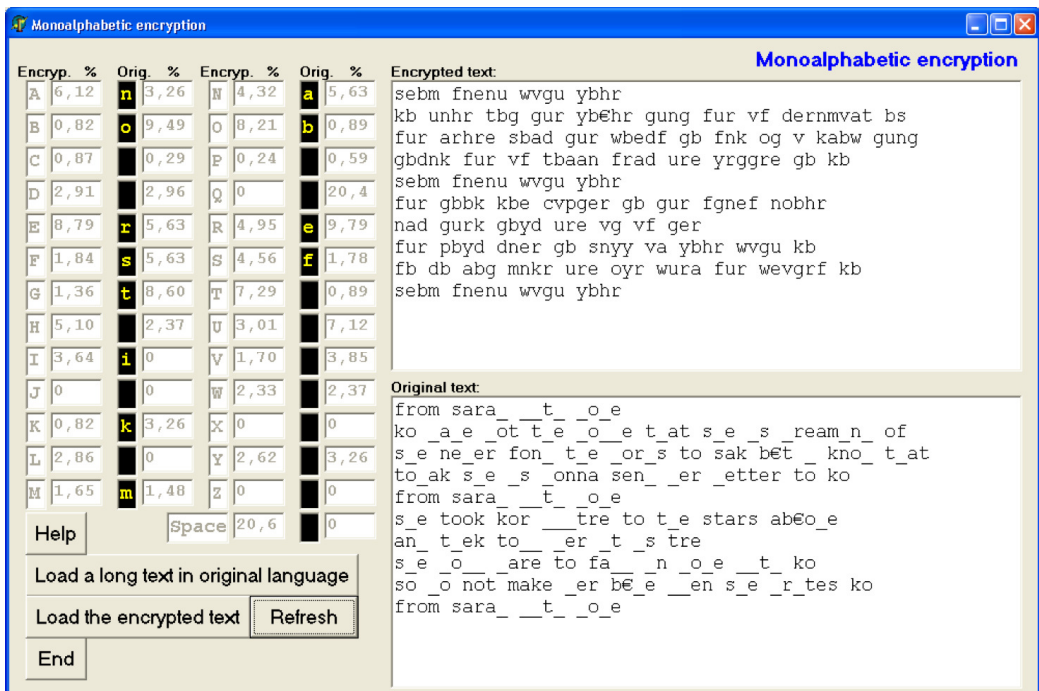 Monoalphabetic encryption
Monoalphabetic encryption
Encryp. % Orig. % Encryp. % Orig. %
A 6,12 n 3,26 N 4,32 a 5,63
B 0,82 o 9,49 O 8,21 b 0,89
C 0,87 0,29 P 0,24 0,59
D 2,91 2,96 Q 0 20,4
E 8,79 r 5,63 R 4,95 e 9,79
F 1,84 s 5,63 S 4,56 f 1,78
G 1,36 t 8,60 T 7,29 0,89
H 5,10 2,37 U 3,01 7,12
I 3,64 i 0 V 1,70 3,85
J 0 0 W 2,33 2,37
K 0,82 k 3,26 X 0 0
L 2,86 0 Y 2,62 3,26
M 1,65 m 1,48 Z 0 0
Space 20,6 0
Help
Load a long text in original language
Load the encrypted text Refresh
End
Encrypted text:
sebm fnenu wvgu ybhr
kb unhr tbg gur yb€hr gung fur vf dernmvat bs
fur arhre sbad gur wbedf gb fnk og v kabw gung
gbdnk fur vf tbaan frad ure yrggre gb kb
sebm fnenu wvgu ybhr
fur gbbk kbe cvpger gb gur fgnef nobhr
nad gurk gbyd ure vg vf ger
fur pbyd dner gb snyy va ybhr wvgu kb
fb db abg mnkr ure oyr wura fur wevgrf kb
sebm fnenu wvgu ybhr
Original text:
from sara_ __t_ _o_e
ko _a_e _ot t_e _o__e t_at s_e _s _ream_n_ of
s_e ne_er fon_ t_e _or_s to sak b€t _ kno_ t_at
to_ak s_e _s _onna sen_ _er _etter to ko
from sara_ __t_ _o_e
s_e took kor ___tre to t_e stars ab€o_e
an_ t_ek to__ _er _t _s tre
s_e _o__ _are to fa__ _n _o_e __t_ ko
so _o not make _er b€_e __en s_e _r_tes ko
from sara_ __t_ _o_e